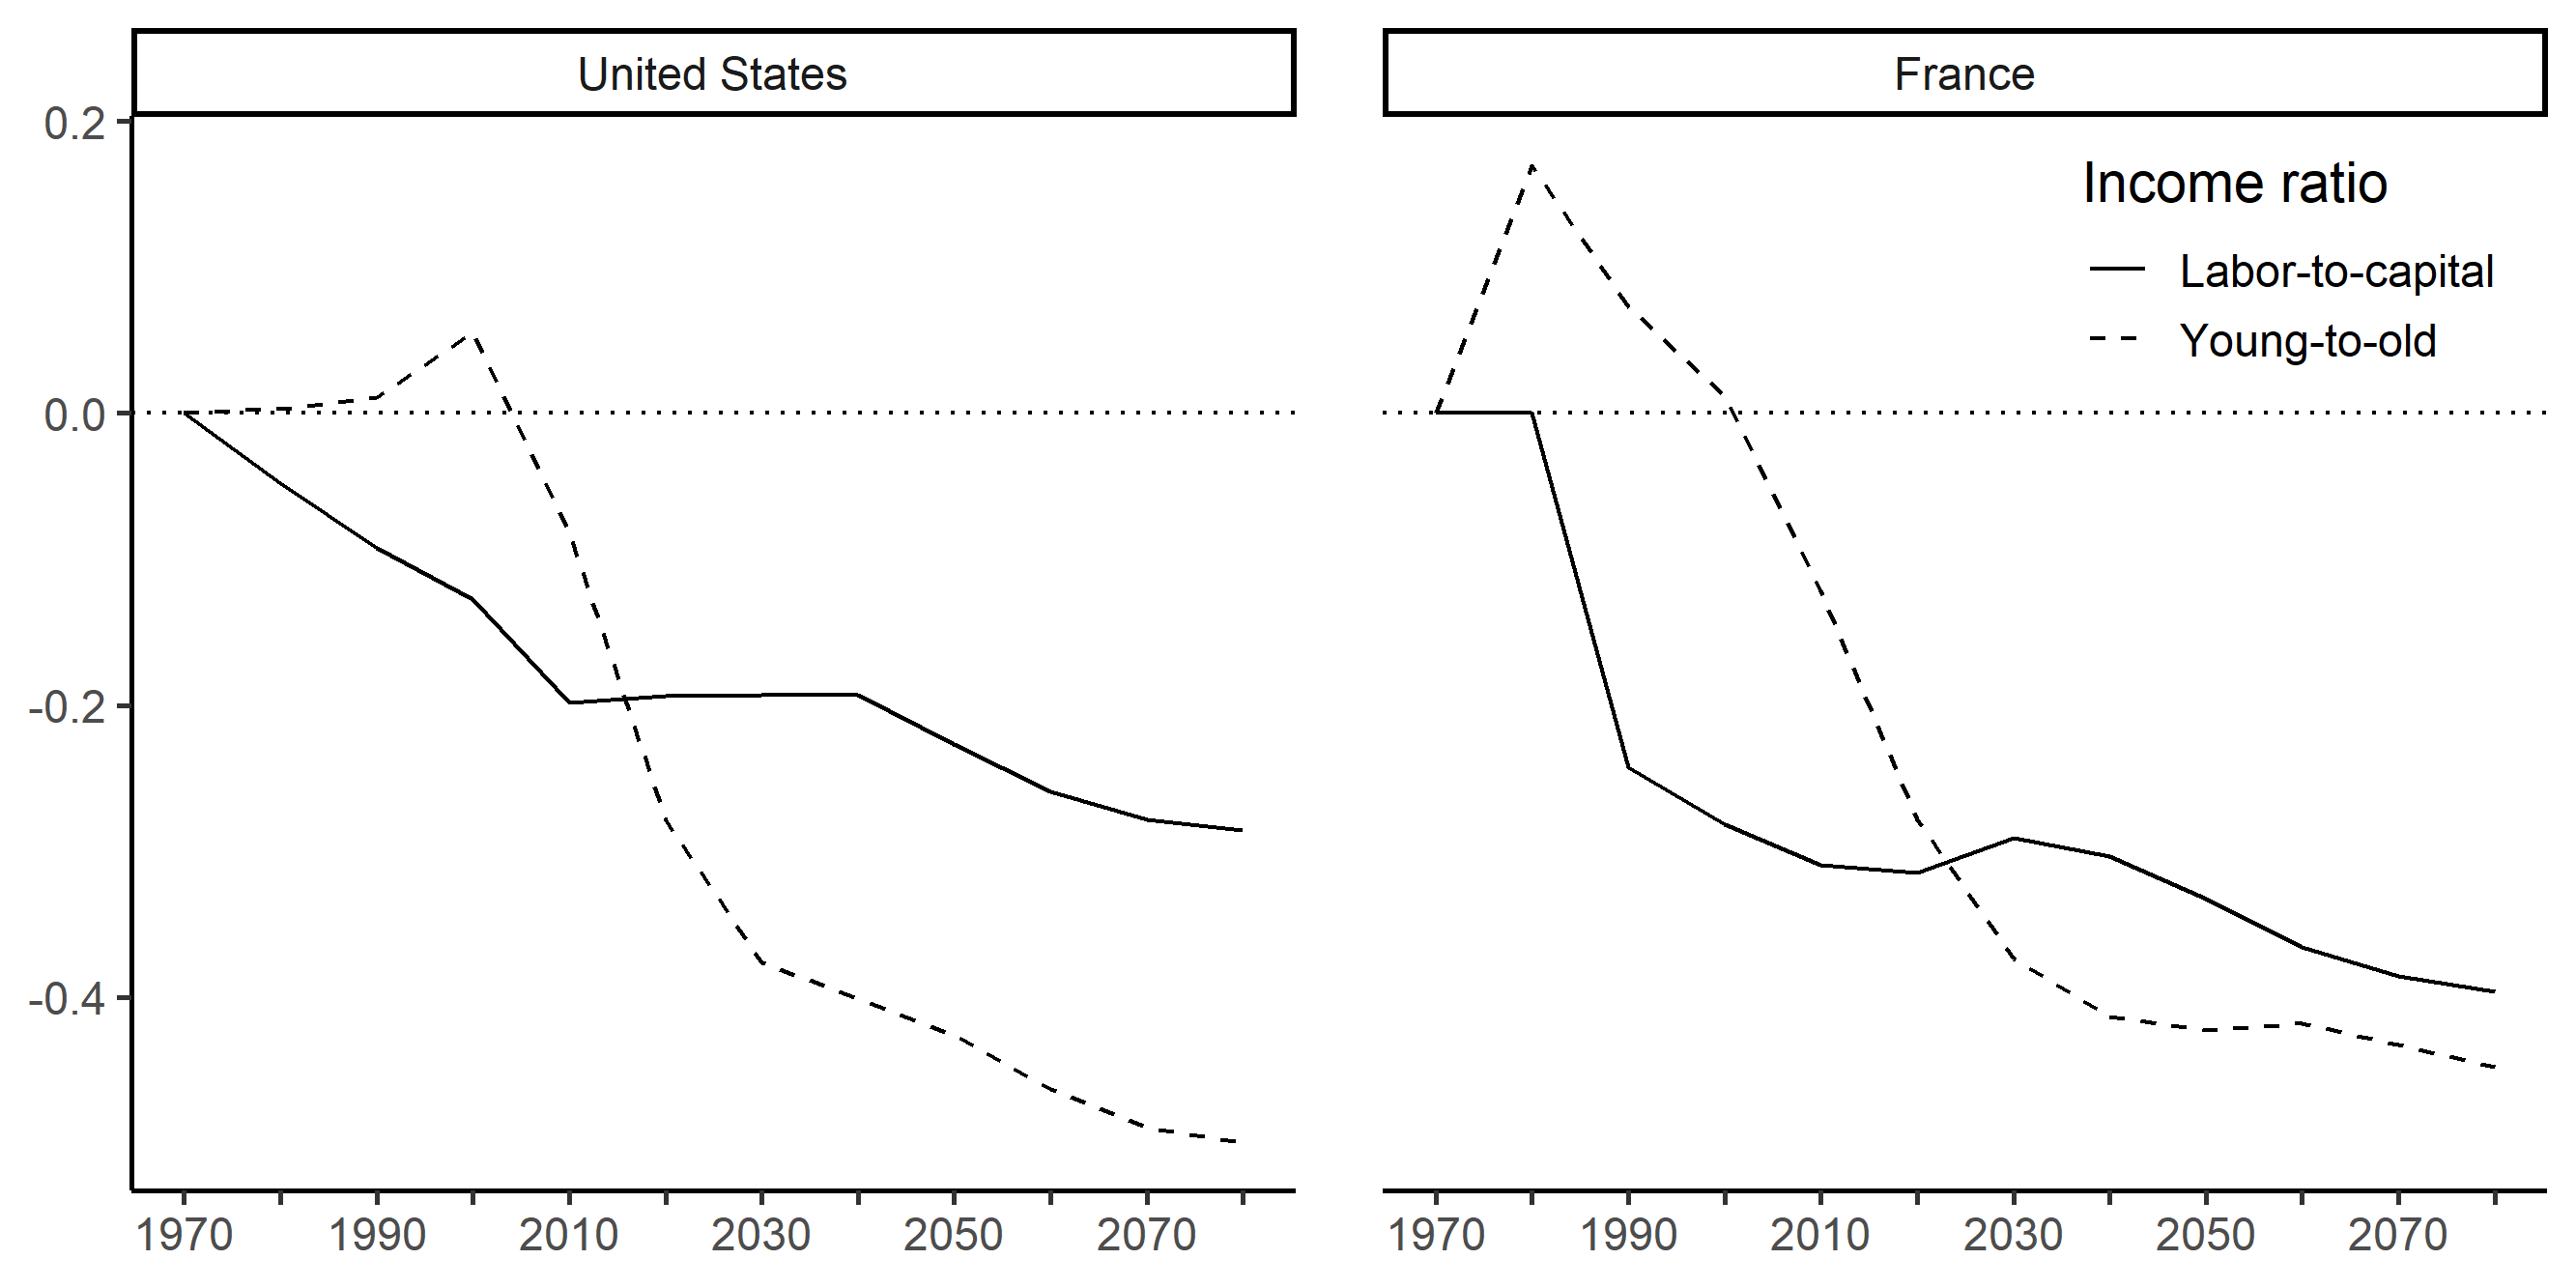 United States
France
0.2
0.0
-0.2
-0.4
Income ratio
Labor-to-capital
Young-to-old
1970 1990 2010 2030 2050 2070
1970 1990 2010 2030 2050 2070